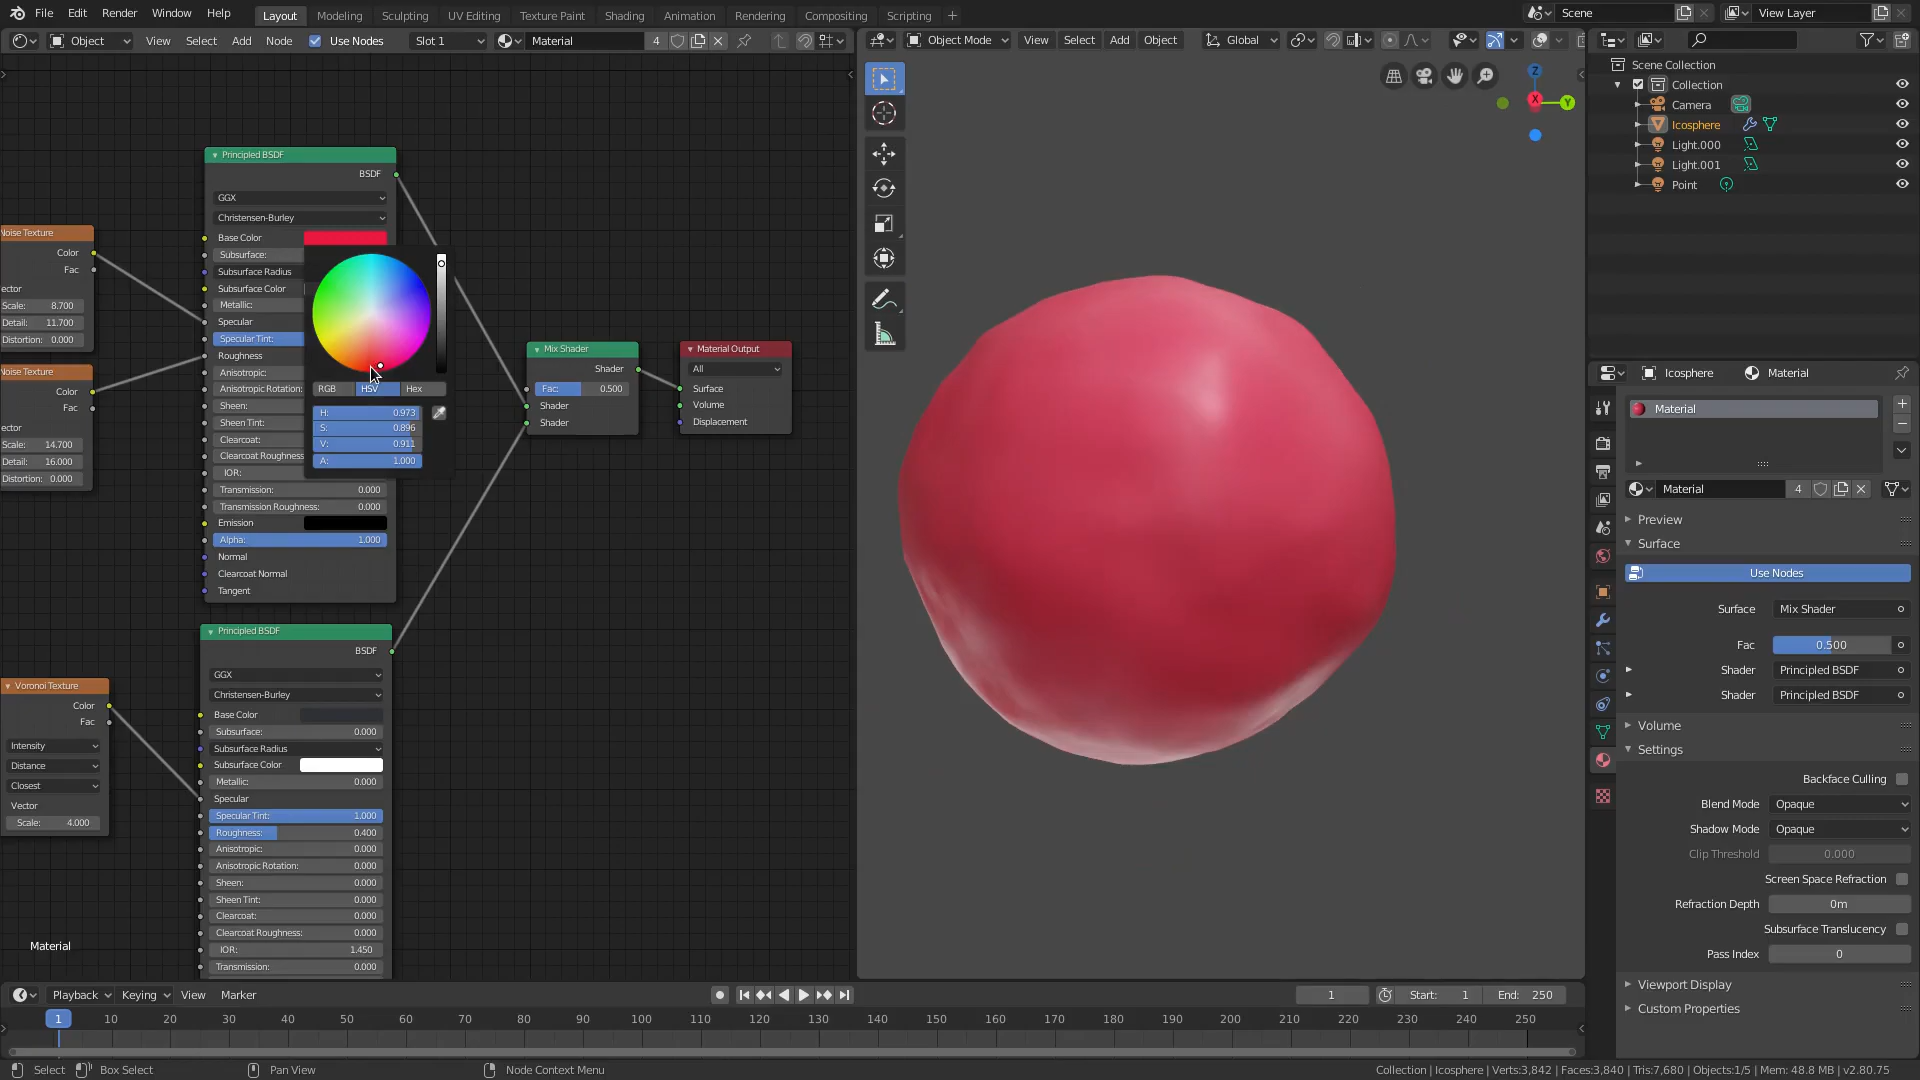 File Edit Render Window Help Layout Modeling Sculpting UV Editing Texture Paint Shading Animation Rendering Compositing Scripting + Scene View Layer
Object View Select Add Node Use Nodes Slot 1 Material 4
Object Mode View Select Add Object Global
Scene Collection
Collection
Camera
Icosphere
Light.000
Light.001
Point
Z
X
Y
Noise Texture
Color
Fac
ector
Scale: 8.700
Detail: 11.700
Distortion: 0.000
Noise Texture
Color
Fac
ector
Scale: 14.700
Detail: 16.000
Distortion: 0.000
Principled BSDF
BSDF
GGX
Christensen-Burley
Base Color
Subsurface:
Subsurface Radius
Subsurface Color
Metallic:
Specular
Specular Tint:
Roughness
Anisotropic:
Anisotropic Rotation:
Sheen:
Sheen Tint:
Clearcoat:
Clearcoat Roughness
IOR:
Transmission: 0.000
Transmission Roughness: 0.000
Emission
Alpha: 1.000
Normal
Clearcoat Normal
Tangent
RGB HSV Hex
H: 0.973
S: 0.896
V: 0.911
A: 1.000
Mix Shader
Shader
Fac: 0.500
Shader
Shader
Material Output
All
Surface
Volume
Displacement
Voronoi Texture
Color
Fac
Intensity
Distance
Closest
Vector
Scale: 4.000
Principled BSDF
BSDF
GGX
Christensen-Burley
Base Color
Subsurface: 0.000
Subsurface Radius
Subsurface Color
Metallic: 0.000
Specular
Specular Tint: 1.000
Roughness: 0.400
Anisotropic: 0.000
Anisotropic Rotation: 0.000
Sheen: 0.000
Sheen Tint: 0.000
Clearcoat: 0.000
Clearcoat Roughness: 0.000
IOR: 1.450
Transmission: 0.000
Material
Icosphere Material
Material
Material 4
Preview
Surface
Use Nodes
Surface Mix Shader
Fac 0.500
Shader Principled BSDF
Shader Principled BSDF
Volume
Settings
Backface Culling
Blend Mode Opaque
Shadow Mode Opaque
Clip Threshold 0.000
Screen Space Refraction
Refraction Depth 0m
Subsurface Translucency
Pass Index 0
Viewport Display
Custom Properties
Playback Keying View Marker 1 Start: 1 End: 250
1 10 20 30 40 50 60 70 80 90 100 110 120 130 140 150 160 170 180 190 200 210 220 230 240 250
Select Box Select Pan View Node Context Menu Collection | Icosphere | Verts:3,842 | Faces:3,840 | Tris:7,680 | Objects:1/5 | Mem: 48.8 MB | v2.80.75